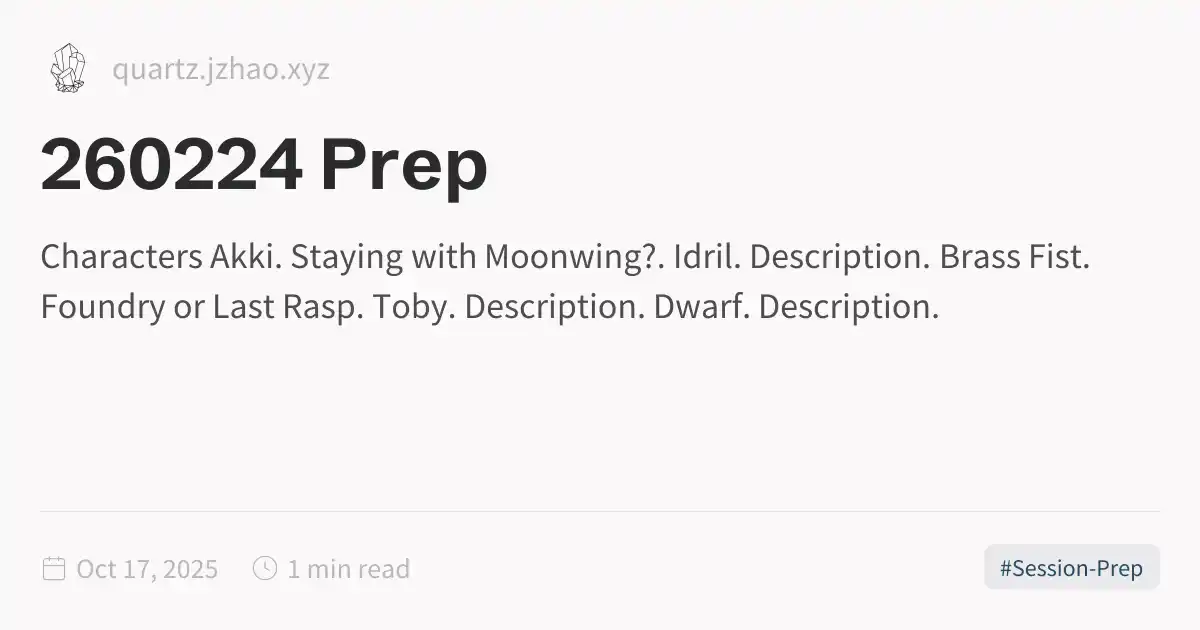 quartz.jzhao.xyz
260224 Prep
Characters Akki. Staying with Moonwing?. Idril. Description. Brass Fist.
Foundry or Last Rasp. Toby. Description. Dwarf. Description.
Oct 17, 2025 1 min read #Session-Prep